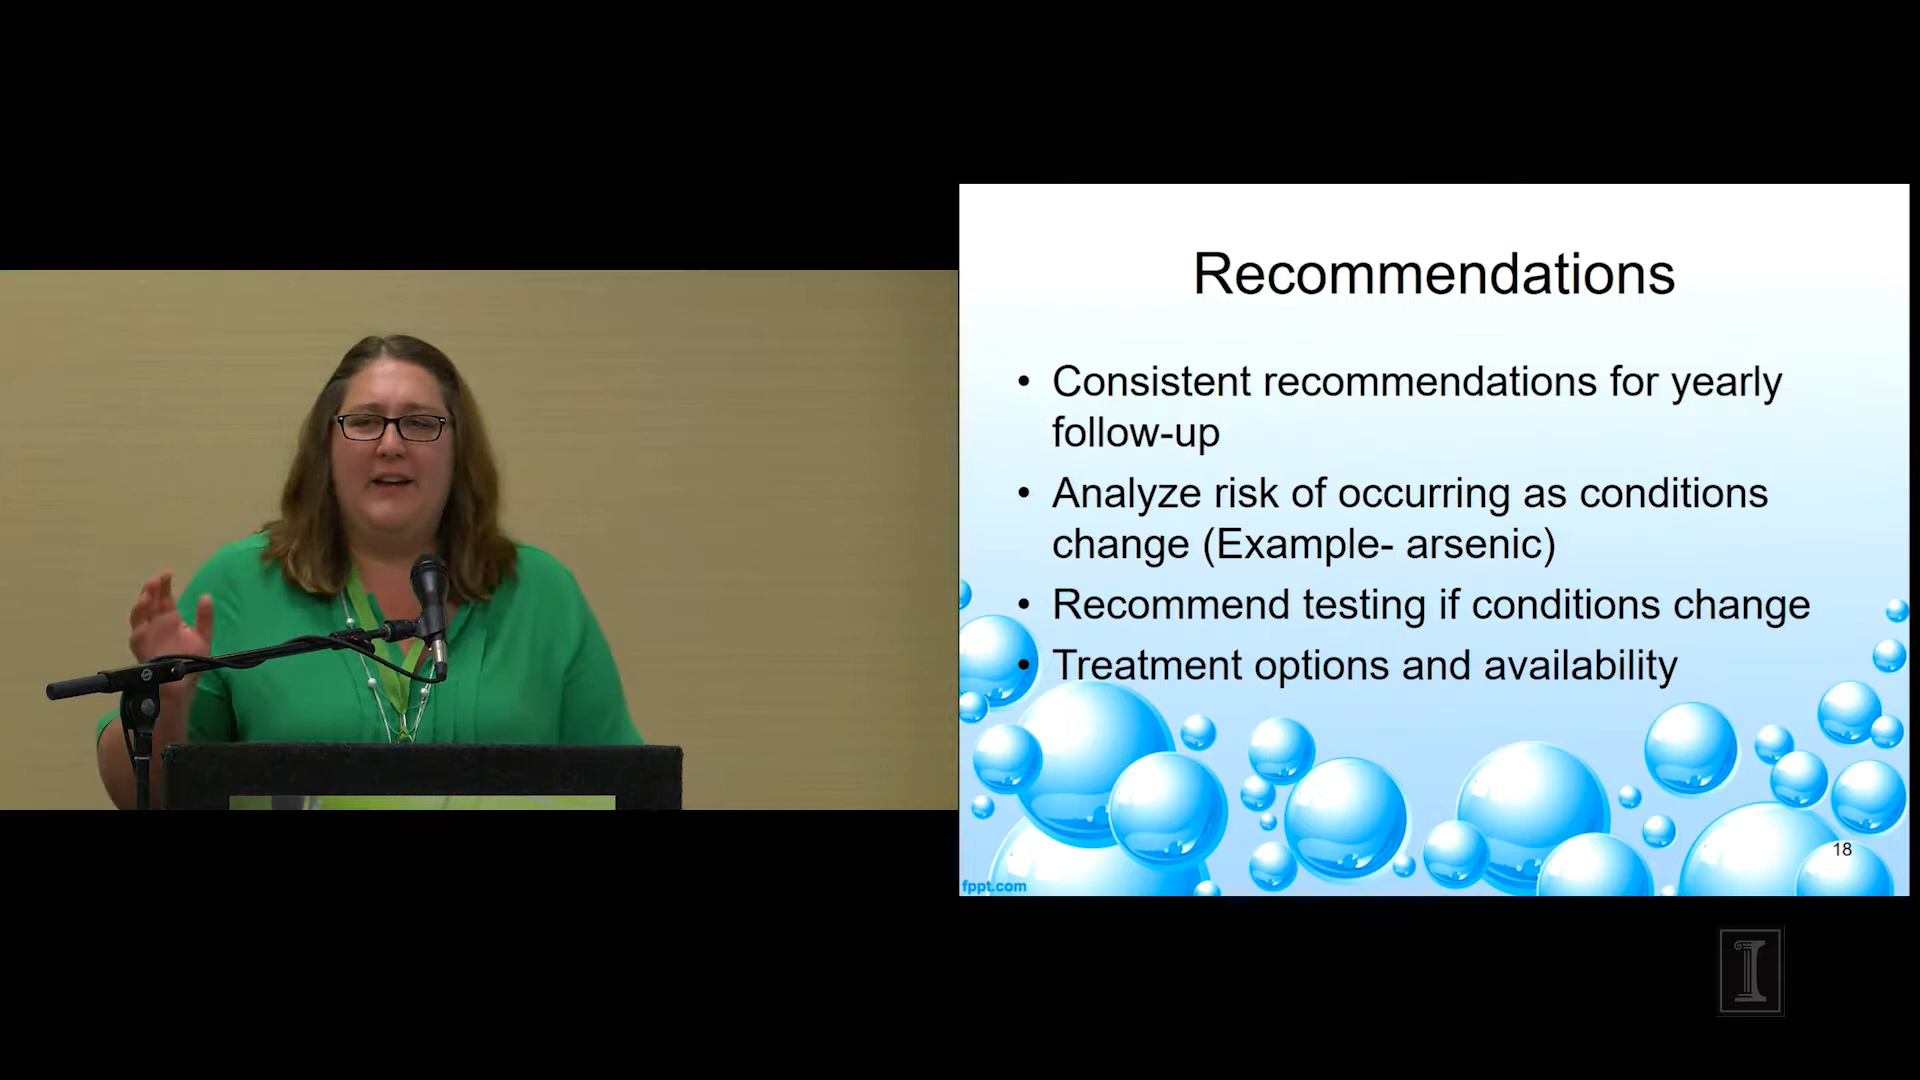 Recommendations
• Consistent recommendations for yearly
follow-up
• Analyze risk of occurring as conditions
change (Example- arsenic)
• Recommend testing if conditions change
• Treatment options and availability
18
fppt.com
I